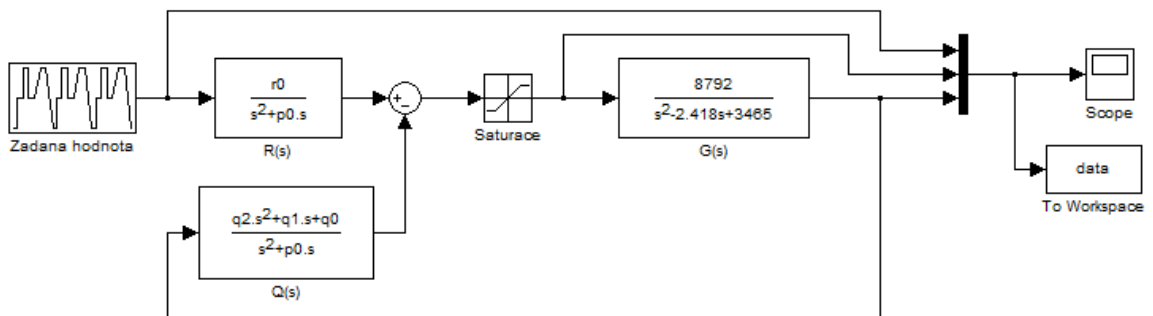 Zadana hodnota
r0
s2+p0.s
R(s)
+
-
Saturace
8792
s2-2.418s+3465
G(s)
Scope
data
To Workspace
q2.s2+q1.s+q0
s2+p0.s
Q(s)